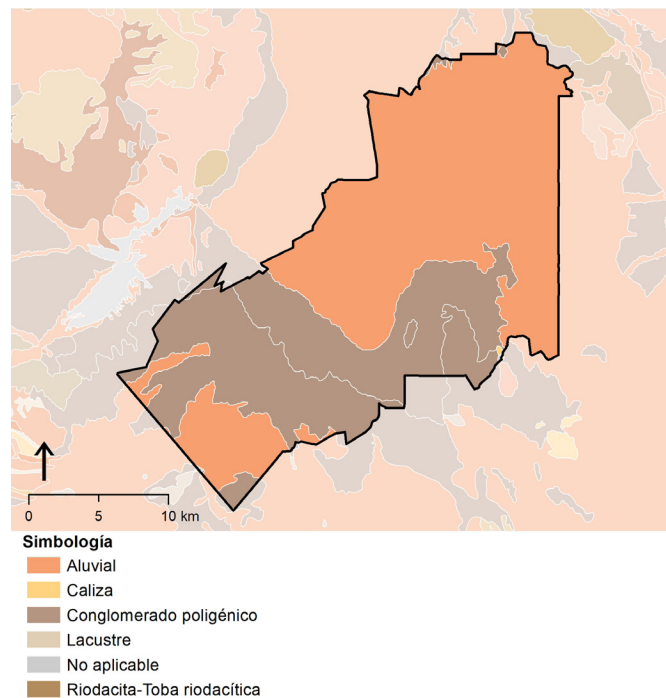 0 5 10 km
Simbología
Aluvial
Caliza
Conglomerado poligénico
Lacustre
No aplicable
Riodacita-Toba riodacítica